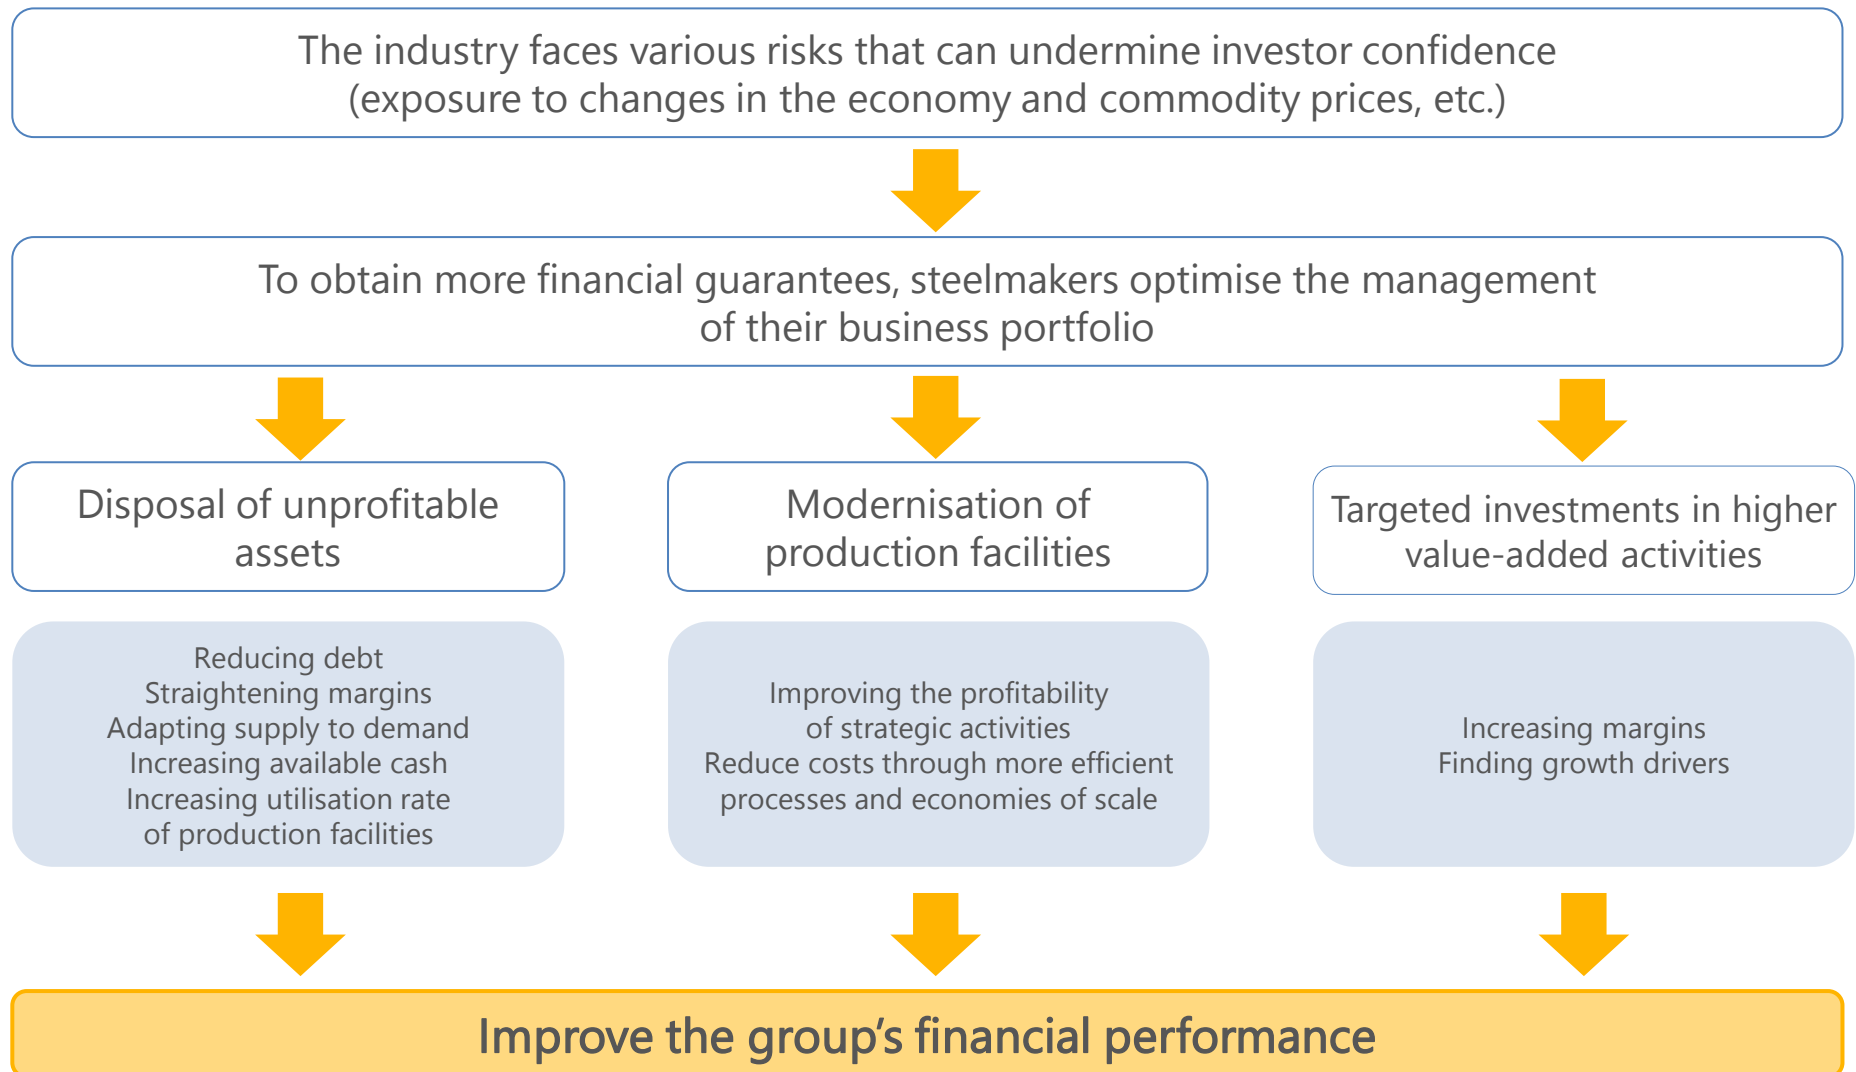 The industry faces various risks that can undermine investor confidence
(exposure to changes in the economy and commodity prices, etc.)
To obtain more financial guarantees, steelmakers optimise the management
of their business portfolio
Disposal of unprofitable
assets
Modernisation of
production facilities
Targeted investments in higher
value-added activities
Reducing debt
Straightening margins
Adapting supply to demand
Increasing available cash
Increasing utilisation rate
of production facilities
Improving the profitability
of strategic activities
Reduce costs through more efficient
processes and economies of scale
Increasing margins
Finding growth drivers
Improve the group's financial performance